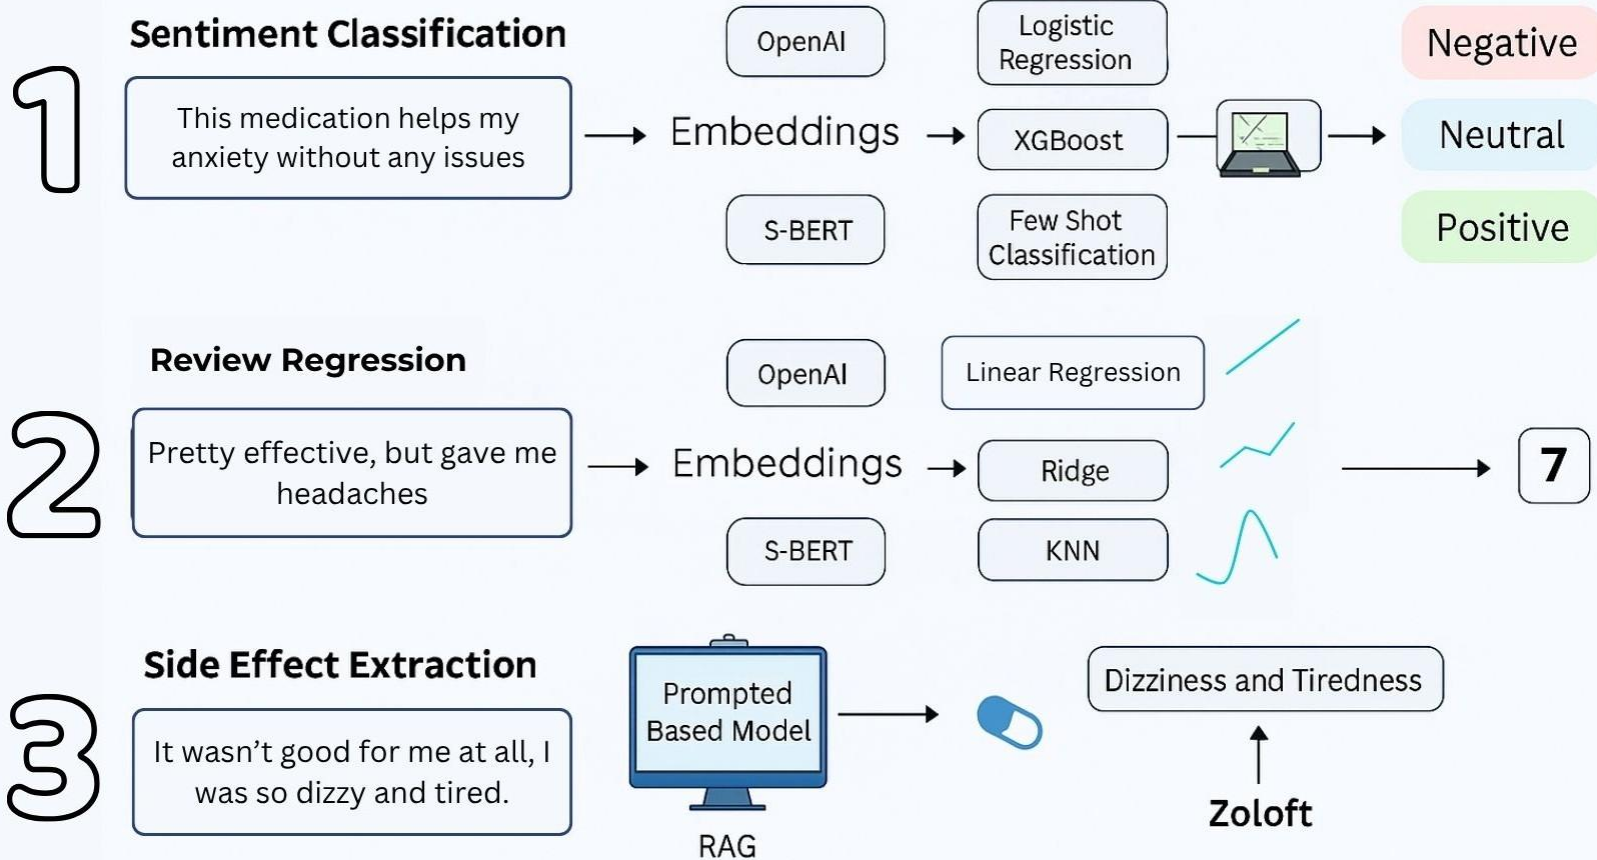 1
Sentiment Classification
This medication helps my
anxiety without any issues
OpenAI
Embeddings
S-BERT
Logistic
Regression
XGBoost
Few Shot
Classification
Negative
Neutral
Positive
2
Review Regression
Pretty effective, but gave me
headaches
OpenAI
Embeddings
S-BERT
Linear Regression
Ridge
KNN
7
3
Side Effect Extraction
It wasn’t good for me at all, I
was so dizzy and tired.
Prompted
Based Model
RAG
Dizziness and Tiredness
Zoloft